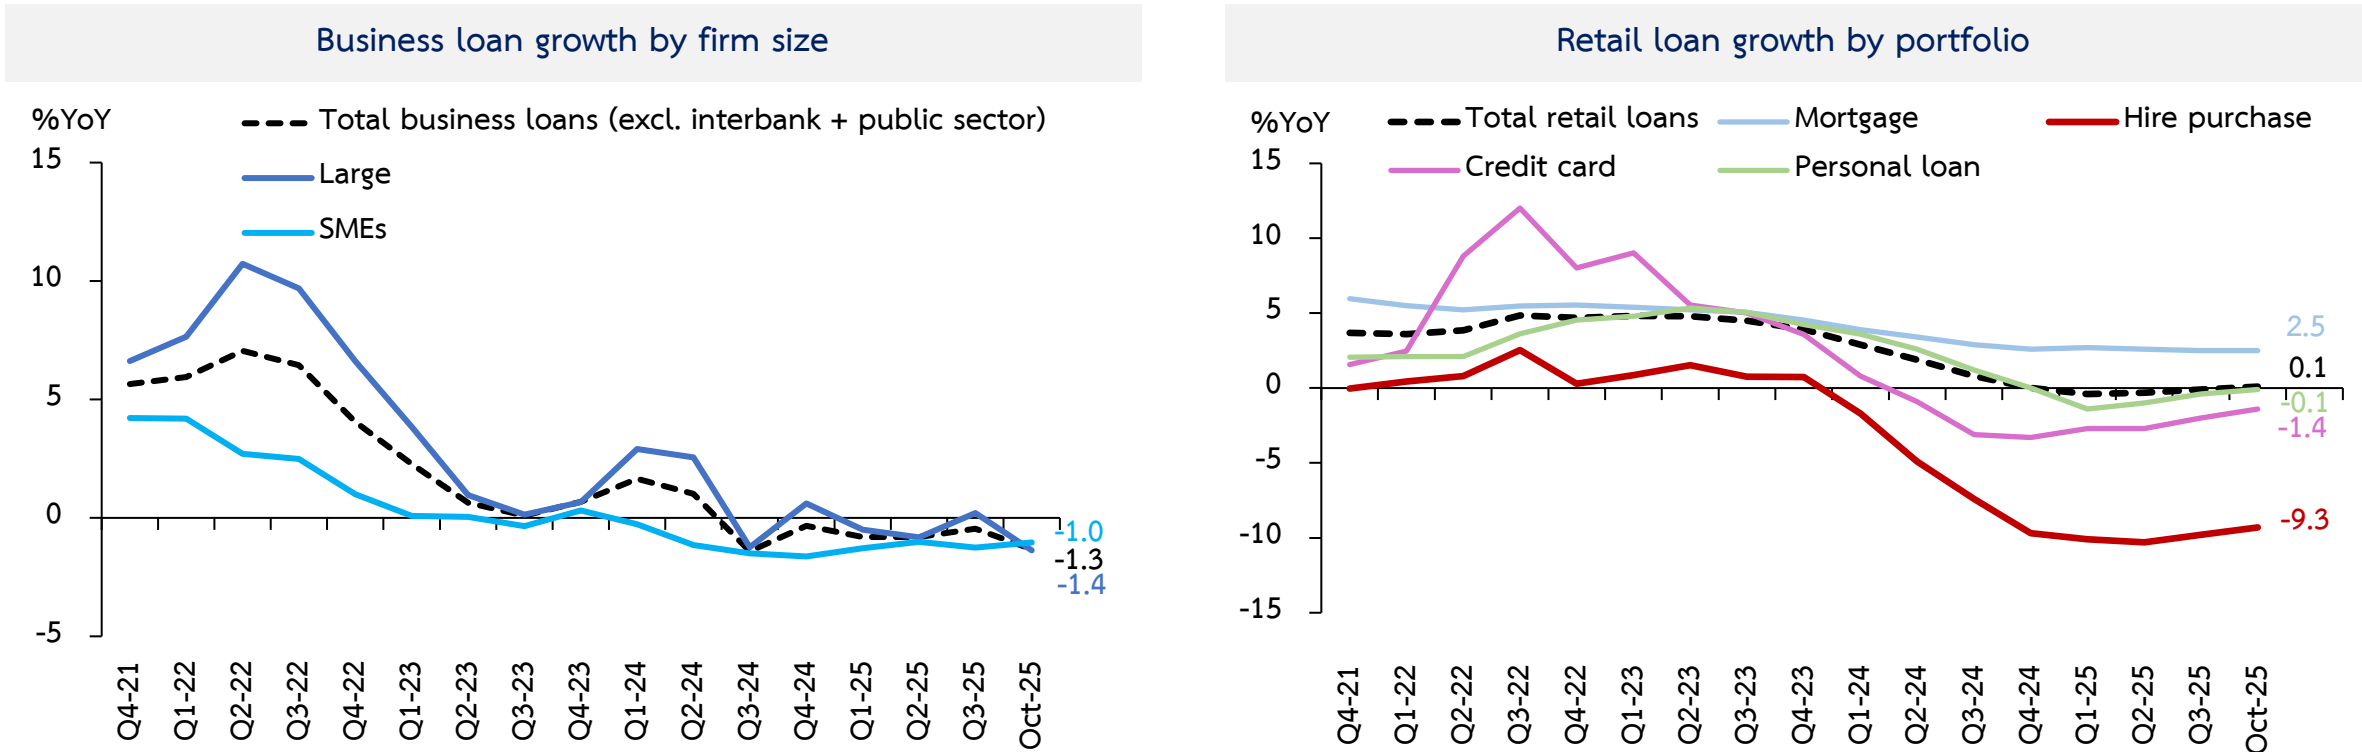 Business loan growth by firm size
%YoY
Total business loans (excl. interbank + public sector)
Large
SMEs
15
10
5
0
-5
-1.0
-1.3
-1.4
Q4-21
Q1-22
Q2-22
Q3-22
Q4-22
Q1-23
Q2-23
Q3-23
Q4-23
Q1-24
Q2-24
Q3-24
Q4-24
Q1-25
Q2-25
Q3-25
Oct-25
Retail loan growth by portfolio
%YoY
Total retail loans Mortgage Hire purchase
Credit card Personal loan
15
10
5
0
-5
-10
-15
2.5
0.1
-0.1
-1.4
-9.3
Q4-21
Q1-22
Q2-22
Q3-22
Q4-22
Q1-23
Q2-23
Q3-23
Q4-23
Q1-24
Q2-24
Q3-24
Q4-24
Q1-25
Q2-25
Q3-25
Oct-25